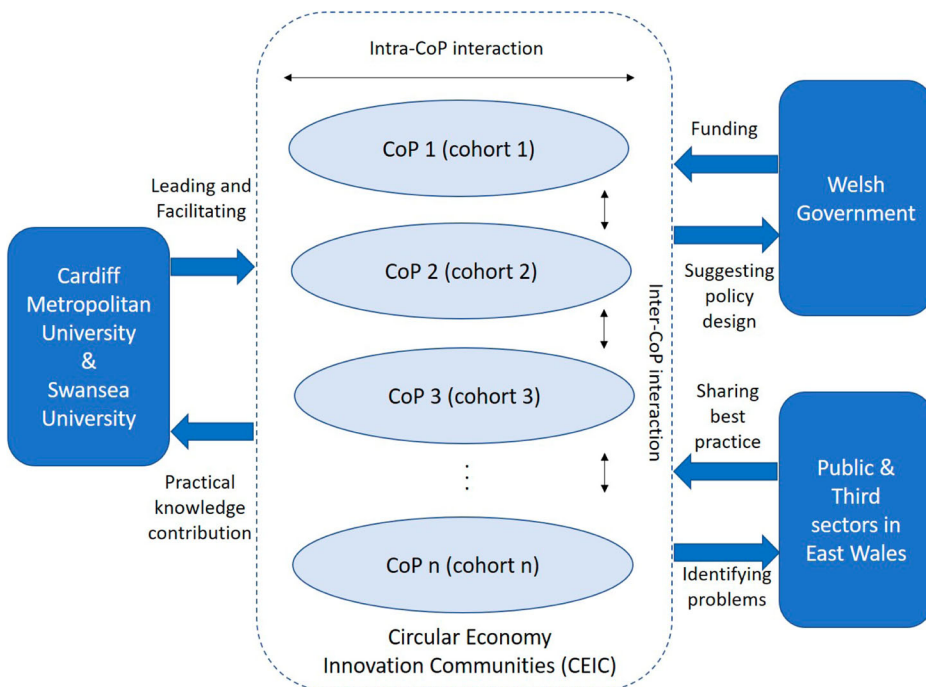 Intra-CoP interaction
CoP 1 (cohort 1)
CoP 2 (cohort 2)
CoP 3 (cohort 3)
CoP n (cohort n)
Inter-CoP interaction
Circular Economy
Innovation Communities (CEIC)
Leading and
Facilitating
Cardiff
Metropolitan
University
&
Swansea
University
Practical
knowledge
contribution
Funding
Welsh
Government
Suggesting
policy
design
Sharing
best
practice
Public &
Third
sectors in
East Wales
Identifying
problems